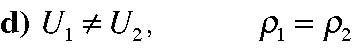 d) U₁ ≠ U₂, ρ₁ = ρ₂